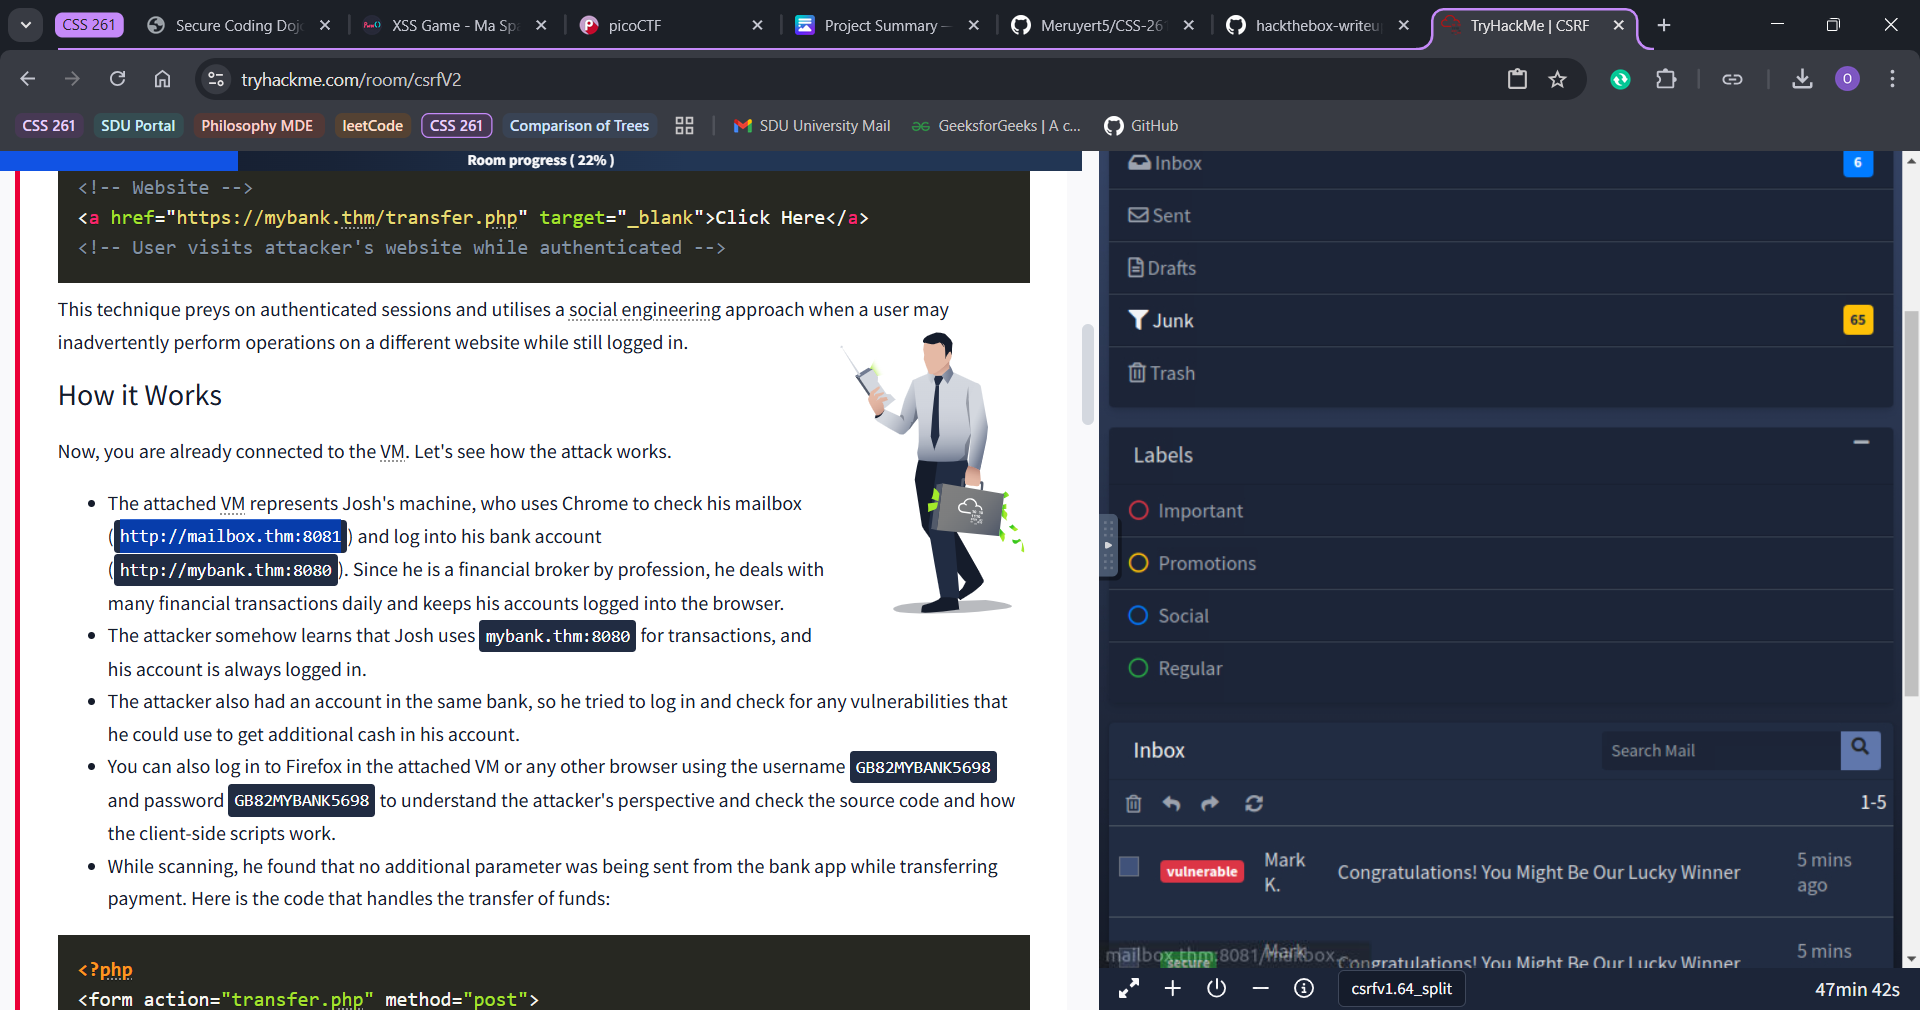 CSS 261
Secure Coding Doj
XSS Game - Ma Sp
picoCTF
Project Summary –
Meruyert5/CSS-26
hackthebox-writeu
TryHackMe | CSRF
tryhackme.com/room/csrfV2
O
CSS 261
SDU Portal
Philosophy MDE
leetCode
CSS 261
Comparison of Trees
SDU University Mail
GeeksforGeeks | A c...
GitHub
Room progress ( 22% )
<!-- Website -->
<a href="https://mybank.thm/transfer.php" target="_blank">Click Here</a>
<!-- User visits attacker's website while authenticated -->
This technique preys on authenticated sessions and utilises a social engineering approach when a user may
inadvertently perform operations on a different website while still logged in.
How it Works
Now, you are already connected to the VM. Let's see how the attack works.
• The attached VM represents Josh's machine, who uses Chrome to check his mailbox
(http://mailbox.thm:8081) and log into his bank account
(http://mybank.thm:8080). Since he is a financial broker by profession, he deals with
many financial transactions daily and keeps his accounts logged into the browser.
• The attacker somehow learns that Josh uses mybank.thm:8080 for transactions, and
his account is always logged in.
• The attacker also had an account in the same bank, so he tried to log in and check for any vulnerabilities that
he could use to get additional cash in his account.
• You can also log in to Firefox in the attached VM or any other browser using the username GB82MYBANK5698
and password GB82MYBANK5698 to understand the attacker's perspective and check the source code and how
the client-side scripts work.
• While scanning, he found that no additional parameter was being sent from the bank app while transferring
payment. Here is the code that handles the transfer of funds:
<?php
<form action="transfer.php" method="post">
Inbox
6
Sent
Drafts
Junk
65
Trash
Labels
Important
Promotions
Social
Regular
Inbox
Search Mail
1-5
vulnerable
Mark
K.
Congratulations! You Might Be Our Lucky Winner
5 mins
ago
secure
Mark
Congratulations! You Might Be Our Lucky Winner
5 mins
csrfv1.64_split
47min 42s